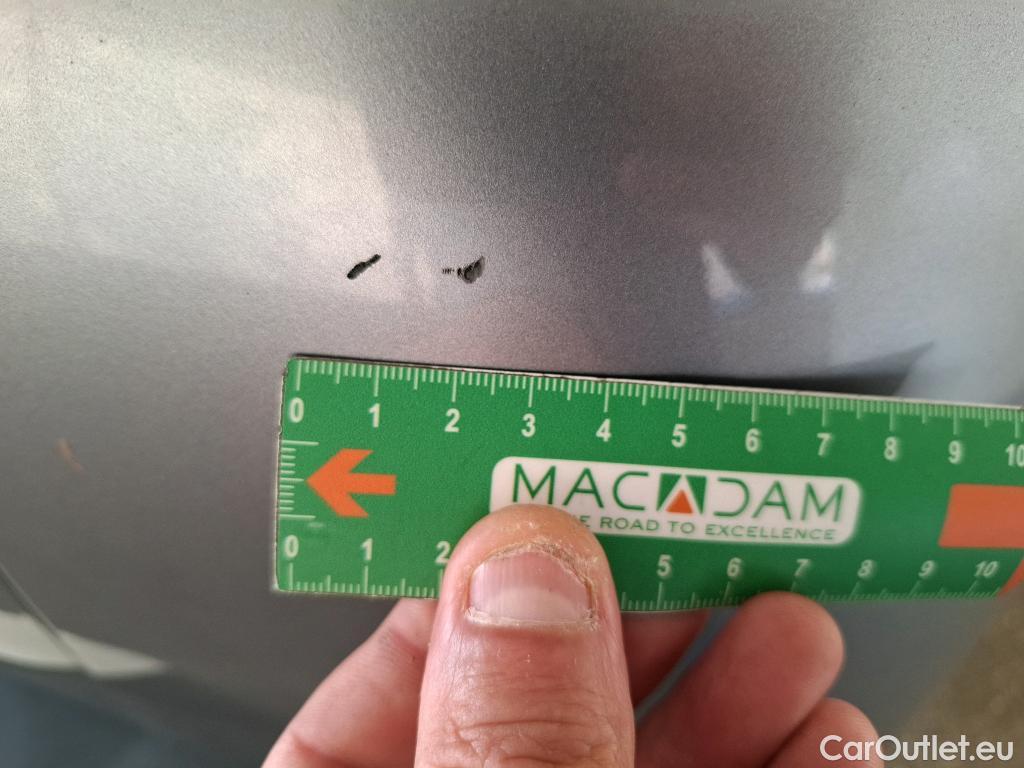 0 1 2 3 4 5 6 7 8 9 10
MACADAM
E ROAD TO EXCELLENCE
0 1 2 5 6 7 8 9 10
CarOutlet.eu